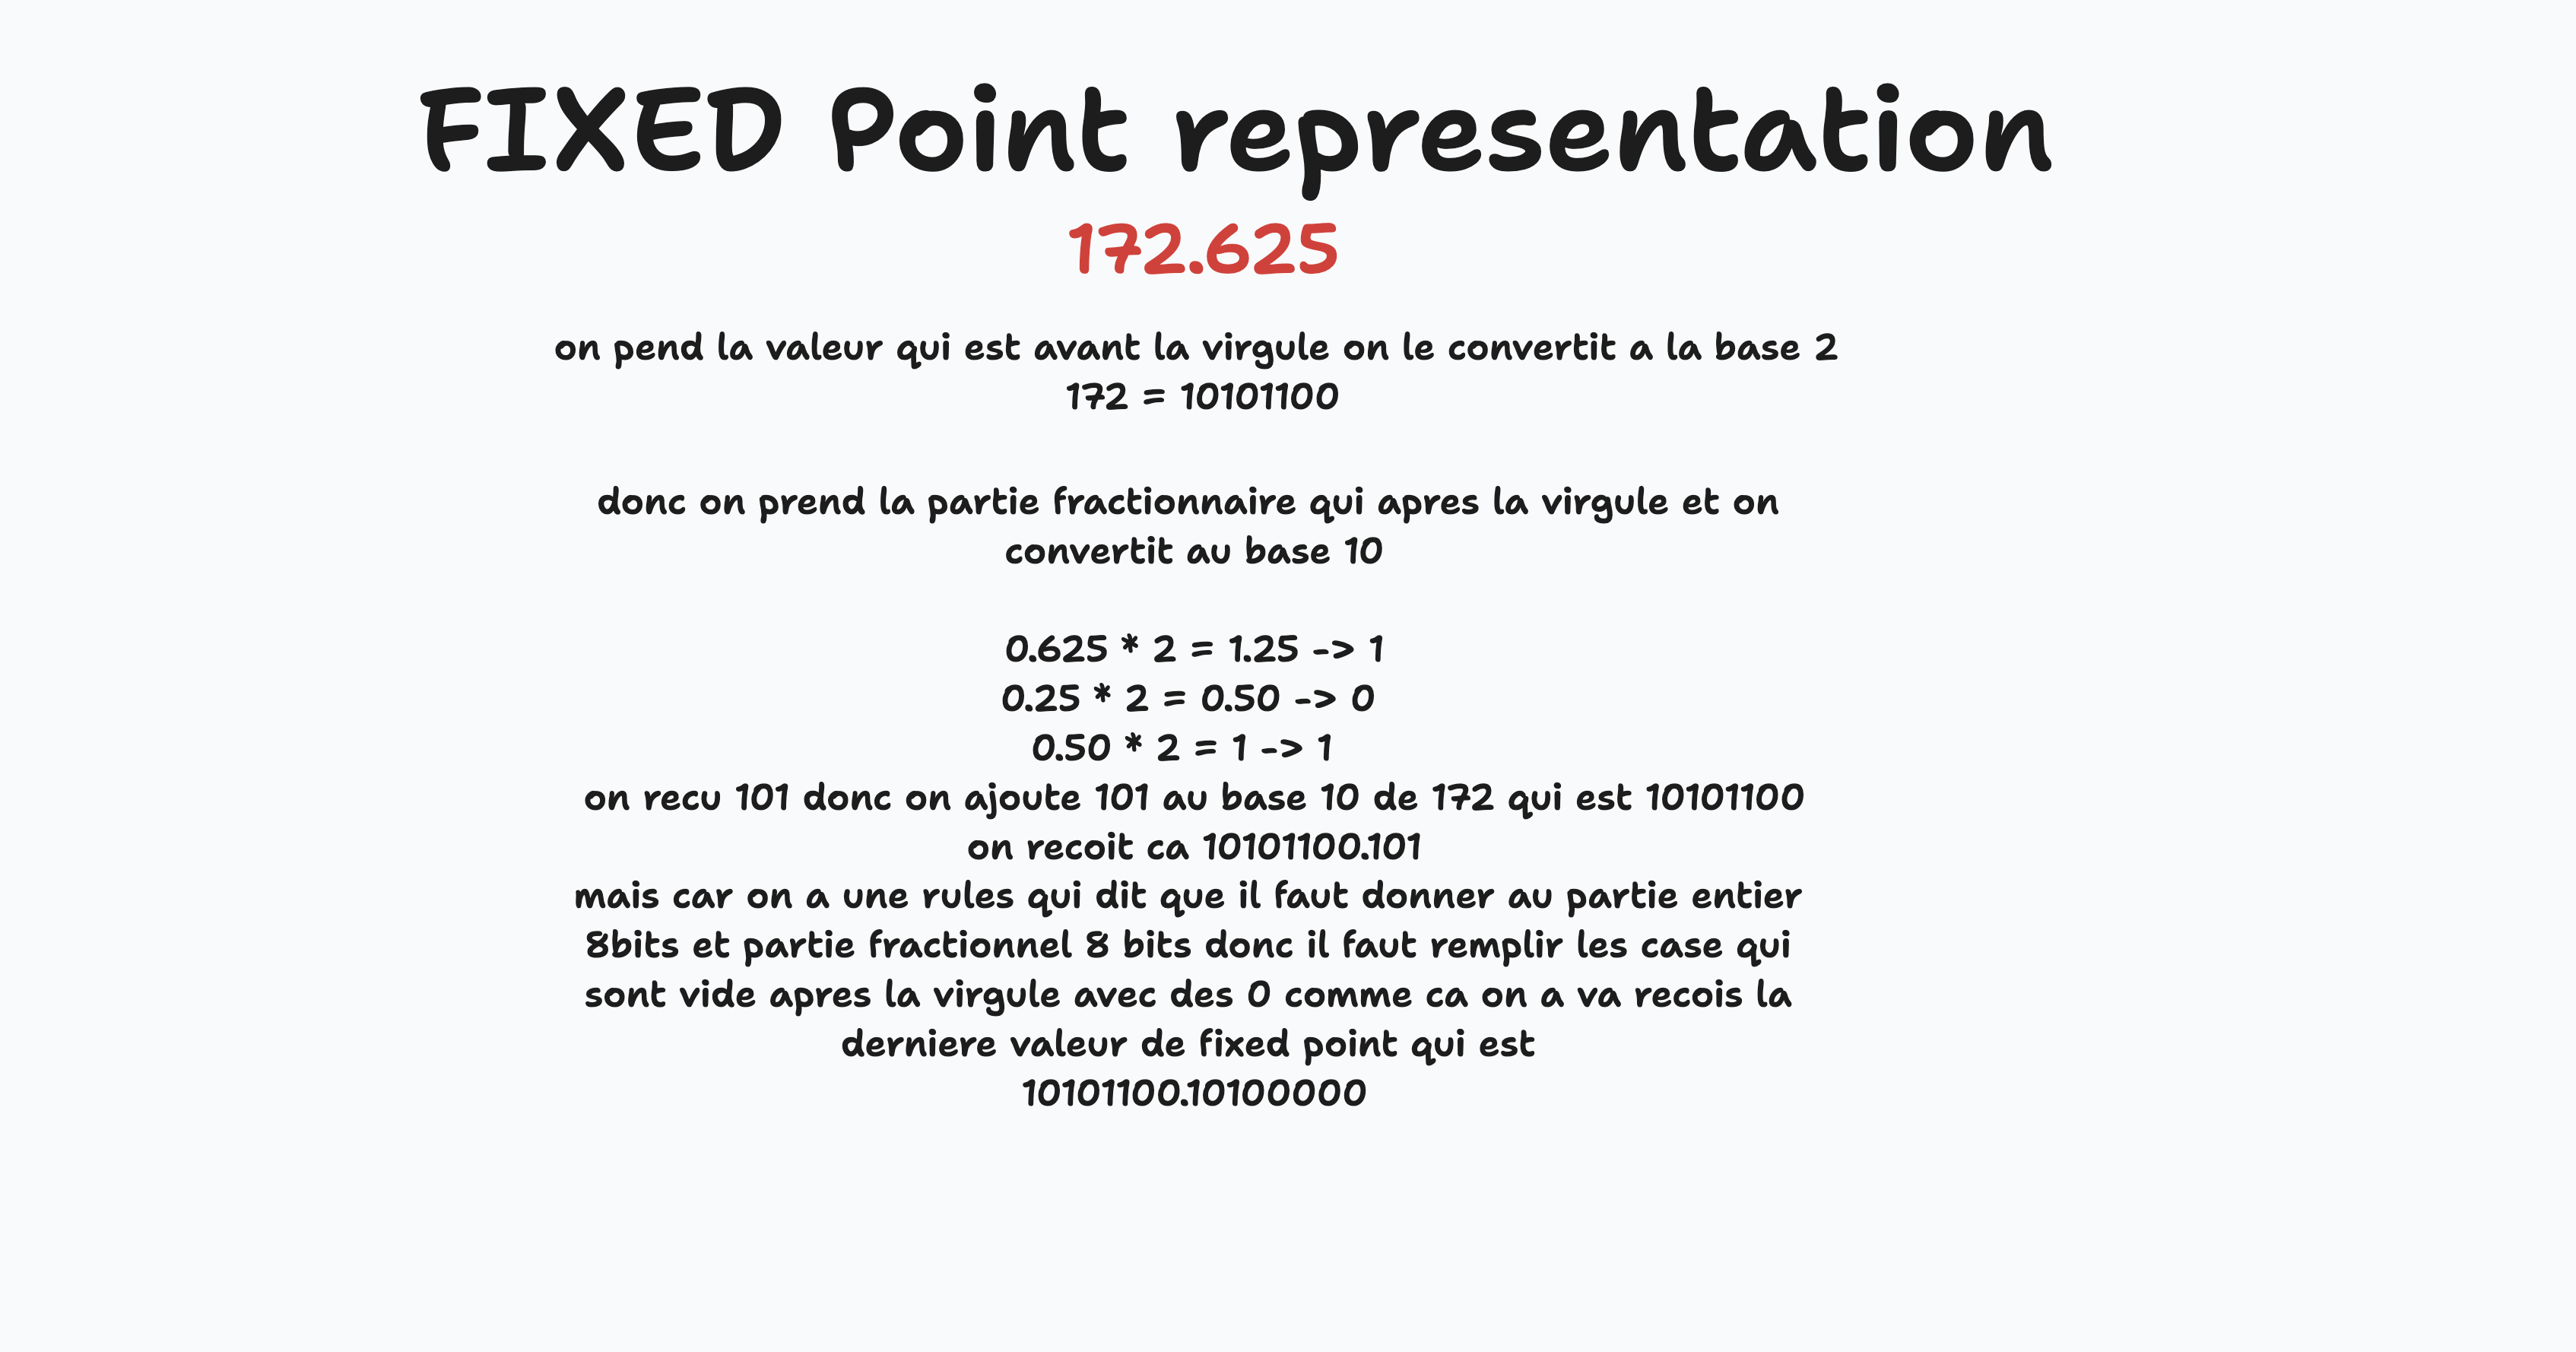 FIXED Point representation
172.625
on pend la valeur qui est avant la virgule on le convertit a la base 2
172 = 10101100
donc on prend la partie fractionnaire qui apres la virgule et on
convertit au base 10
0.625 * 2 = 1.25 -> 1
0.25 * 2 = 0.50 -> 0
0.50 * 2 = 1 -> 1
on recu 101 donc on ajoute 101 au base 10 de 172 qui est 10101100
on recoit ca 10101100.101
mais car on a une rules qui dit que il faut donner au partie entier
8bits et partie fractionnel 8 bits donc il faut remplir les case qui
sont vide apres la virgule avec des 0 comme ca on a va recois la
derniere valeur de fixed point qui est
10101100.10100000